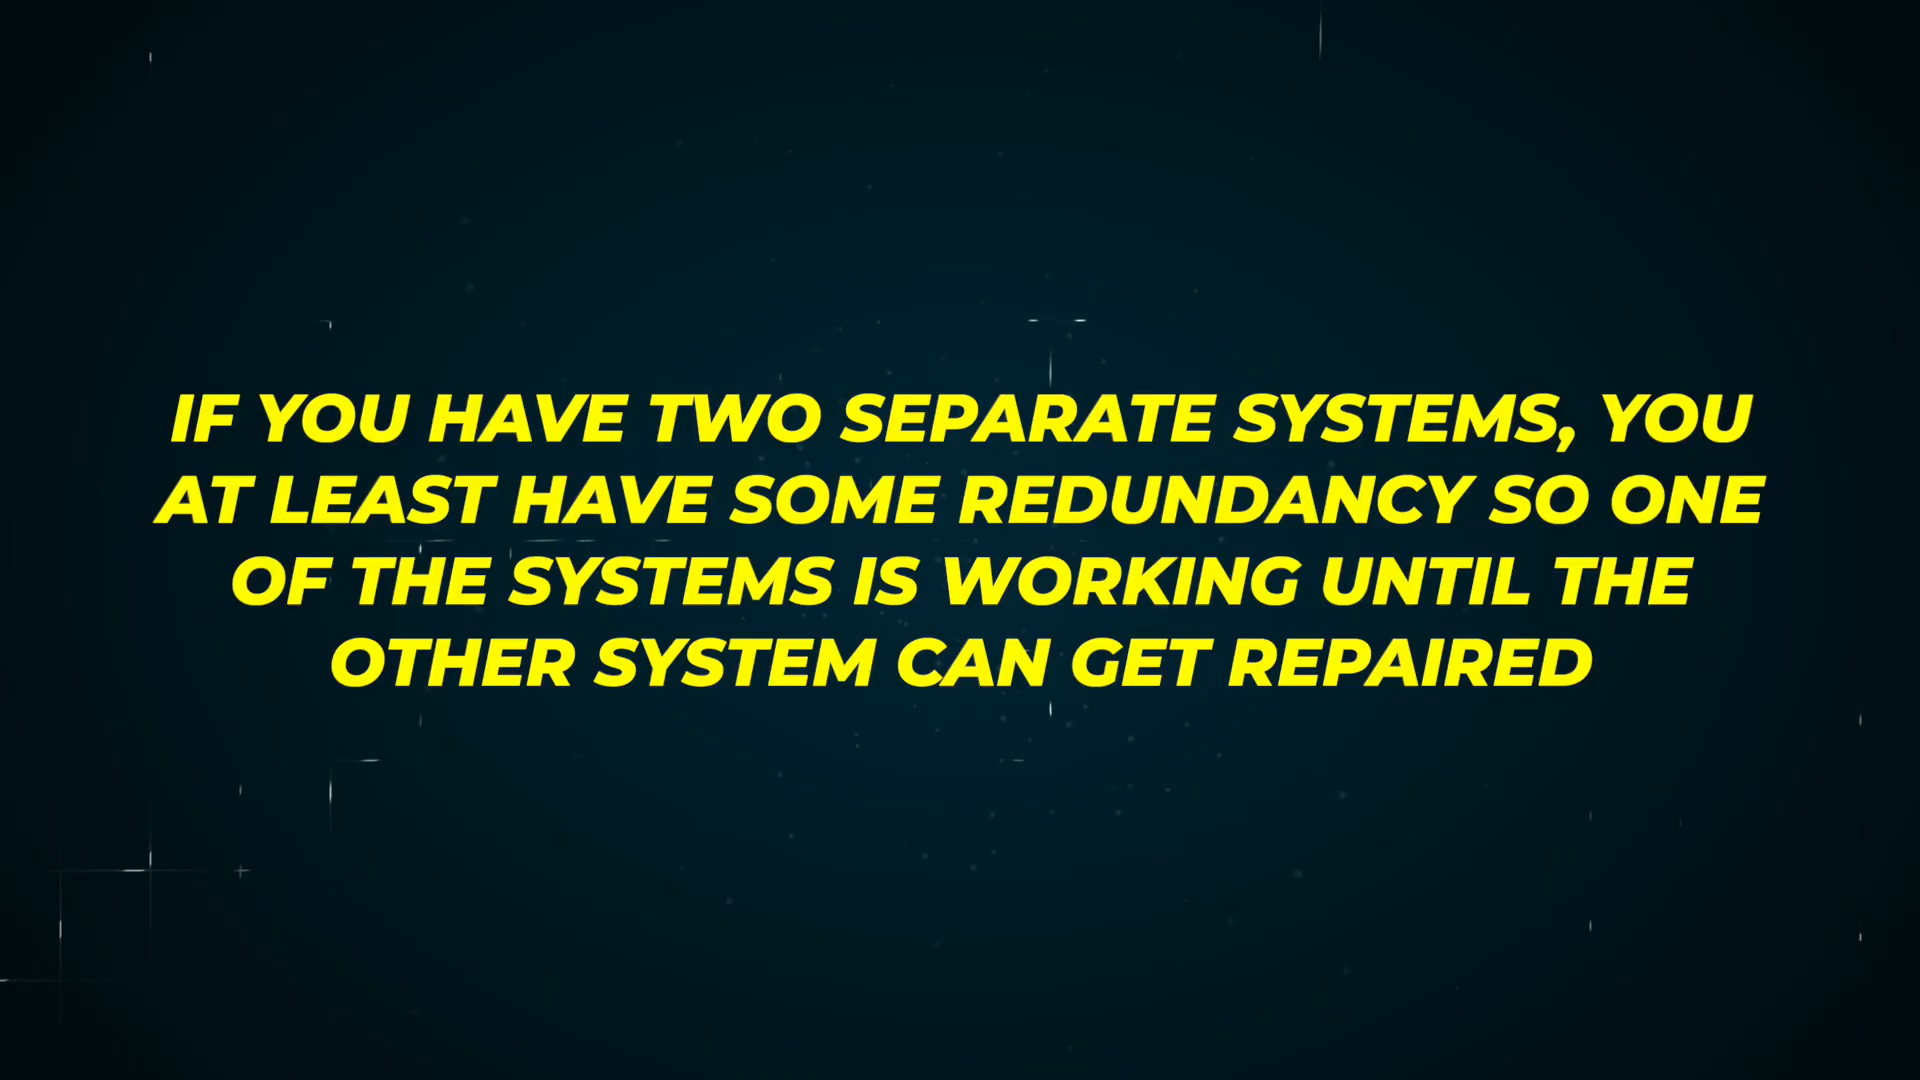 IF YOU HAVE TWO SEPARATE SYSTEMS, YOU
AT LEAST HAVE SOME REDUNDANCY SO ONE
OF THE SYSTEMS IS WORKING UNTIL THE
OTHER SYSTEM CAN GET REPAIRED